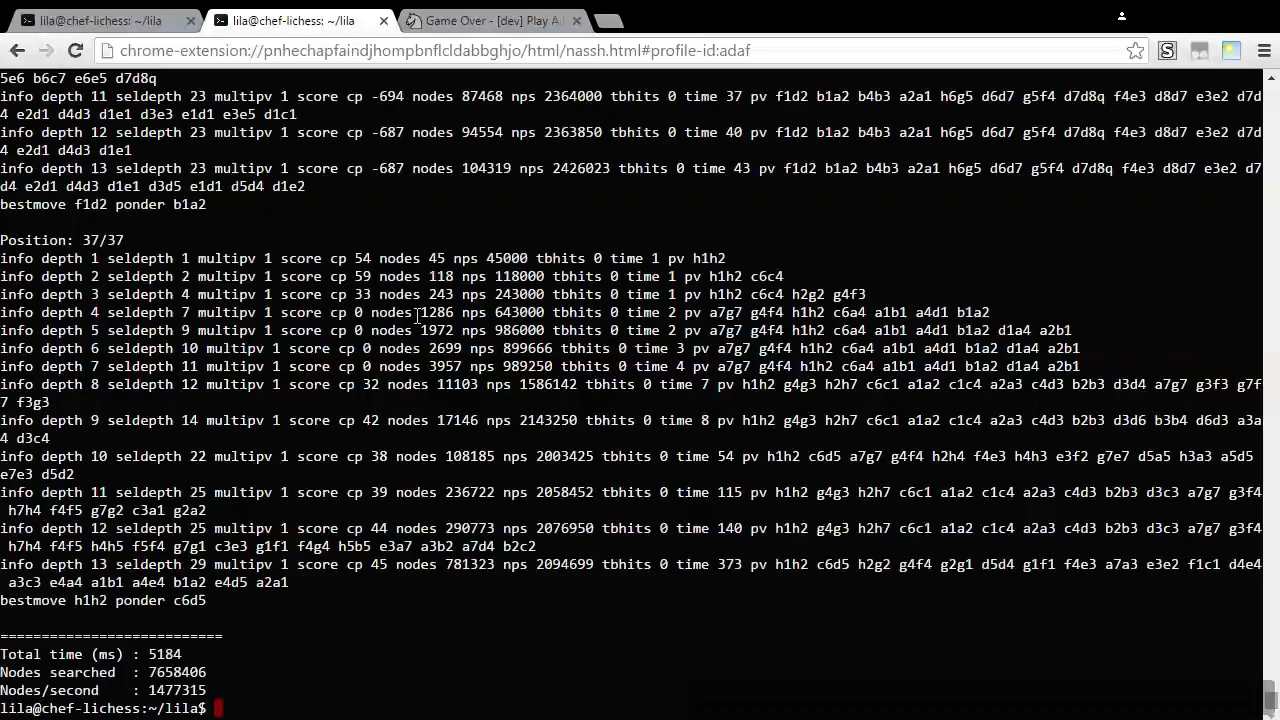 lila@chef-lichess: ~/lila
lila@chef-lichess: ~/lila
Game Over - [dev] Play A
chrome-extension://pnhechapfaindjhompbnflcldabbghjo/html/nassh.html#profile-id:adaf
5e6 b6c7 e6e5 d7d8q
info depth 11 seldepth 23 multipv 1 score cp -694 nodes 87468 nps 2364000 tbhits 0 time 37 pv f1d2 b1a2 b4b3 a2a1 h6g5 d6d7 g5f4 d7d8q f4e3 d8d7 e3e2 d7d
4 e2d1 d4d3 d1e1 d3e3 e1d1 e3e5 d1c1
info depth 12 seldepth 23 multipv 1 score cp -687 nodes 94554 nps 2363850 tbhits 0 time 40 pv f1d2 b1a2 b4b3 a2a1 h6g5 d6d7 g5f4 d7d8q f4e3 d8d7 e3e2 d7d
4 e2d1 d4d3 d1e1
info depth 13 seldepth 23 multipv 1 score cp -687 nodes 104319 nps 2426023 tbhits 0 time 43 pv f1d2 b1a2 b4b3 a2a1 h6g5 d6d7 g5f4 d7d8q f4e3 d8d7 e3e2 d7
d4 e2d1 d4d3 d1e1 d3d5 e1d1 d5d4 d1e2
bestmove f1d2 ponder b1a2
Position: 37/37
info depth 1 seldepth 1 multipv 1 score cp 54 nodes 45 nps 45000 tbhits 0 time 1 pv h1h2
info depth 2 seldepth 2 multipv 1 score cp 59 nodes 118 nps 118000 tbhits 0 time 1 pv h1h2 c6c4
info depth 3 seldepth 4 multipv 1 score cp 33 nodes 243 nps 243000 tbhits 0 time 1 pv h1h2 c6c4 h2g2 g4f3
info depth 4 seldepth 7 multipv 1 score cp 0 nodes 1286 nps 643000 tbhits 0 time 2 pv a7g7 g4f4 h1h2 c6a4 a1b1 a4d1 b1a2
info depth 5 seldepth 9 multipv 1 score cp 0 nodes 1972 nps 986000 tbhits 0 time 2 pv a7g7 g4f4 h1h2 c6a4 a1b1 a4d1 b1a2 d1a4 a2b1
info depth 6 seldepth 10 multipv 1 score cp 0 nodes 2699 nps 899666 tbhits 0 time 3 pv a7g7 g4f4 h1h2 c6a4 a1b1 a4d1 b1a2 d1a4 a2b1
info depth 7 seldepth 11 multipv 1 score cp 0 nodes 3957 nps 989250 tbhits 0 time 4 pv a7g7 g4f4 h1h2 c6a4 a1b1 a4d1 b1a2 d1a4 a2b1
info depth 8 seldepth 12 multipv 1 score cp 32 nodes 11103 nps 1586142 tbhits 0 time 7 pv h1h2 g4g3 h2h7 c6c1 a1a2 c1c4 a2a3 c4d3 b2b3 d3d4 a7g7 g3f3 g7f
7 f3g3
info depth 9 seldepth 14 multipv 1 score cp 42 nodes 17146 nps 2143250 tbhits 0 time 8 pv h1h2 g4g3 h2h7 c6c1 a1a2 c1c4 a2a3 c4d3 b2b3 d3d6 b3b4 d6d3 a3a
4 d3c4
info depth 10 seldepth 22 multipv 1 score cp 38 nodes 108185 nps 2003425 tbhits 0 time 54 pv h1h2 c6d5 a7g7 g4f4 h2h4 f4e3 h4h3 e3f2 g7e7 d5a5 h3a3 a5d5
e7e3 d5d2
info depth 11 seldepth 25 multipv 1 score cp 39 nodes 236722 nps 2058452 tbhits 0 time 115 pv h1h2 g4g3 h2h7 c6c1 a1a2 c1c4 a2a3 c4d3 b2b3 d3c3 a7g7 g3f4
h7h4 f4f5 g7g2 c3a1 g2a2
info depth 12 seldepth 25 multipv 1 score cp 44 nodes 290773 nps 2076950 tbhits 0 time 140 pv h1h2 g4g3 h2h7 c6c1 a1a2 c1c4 a2a3 c4d3 b2b3 d3c3 a7g7 g3f4
h7h4 f4f5 h4h5 f5f4 g7g1 c3e3 g1f1 f4g4 h5b5 e3a7 a3b2 a7d4 b2c2
info depth 13 seldepth 29 multipv 1 score cp 45 nodes 781323 nps 2094699 tbhits 0 time 373 pv h1h2 c6d5 h2g2 g4f4 g2g1 d5d4 g1f1 f4e3 a7a3 e3e2 f1c1 d4e4
a3c3 e4a4 a1b1 a4e4 b1a2 e4d5 a2a1
bestmove h1h2 ponder c6d5
===========================
Total time (ms) : 5184
Nodes searched  : 7658406
Nodes/second    : 1477315
lila@chef-lichess:~/lila$